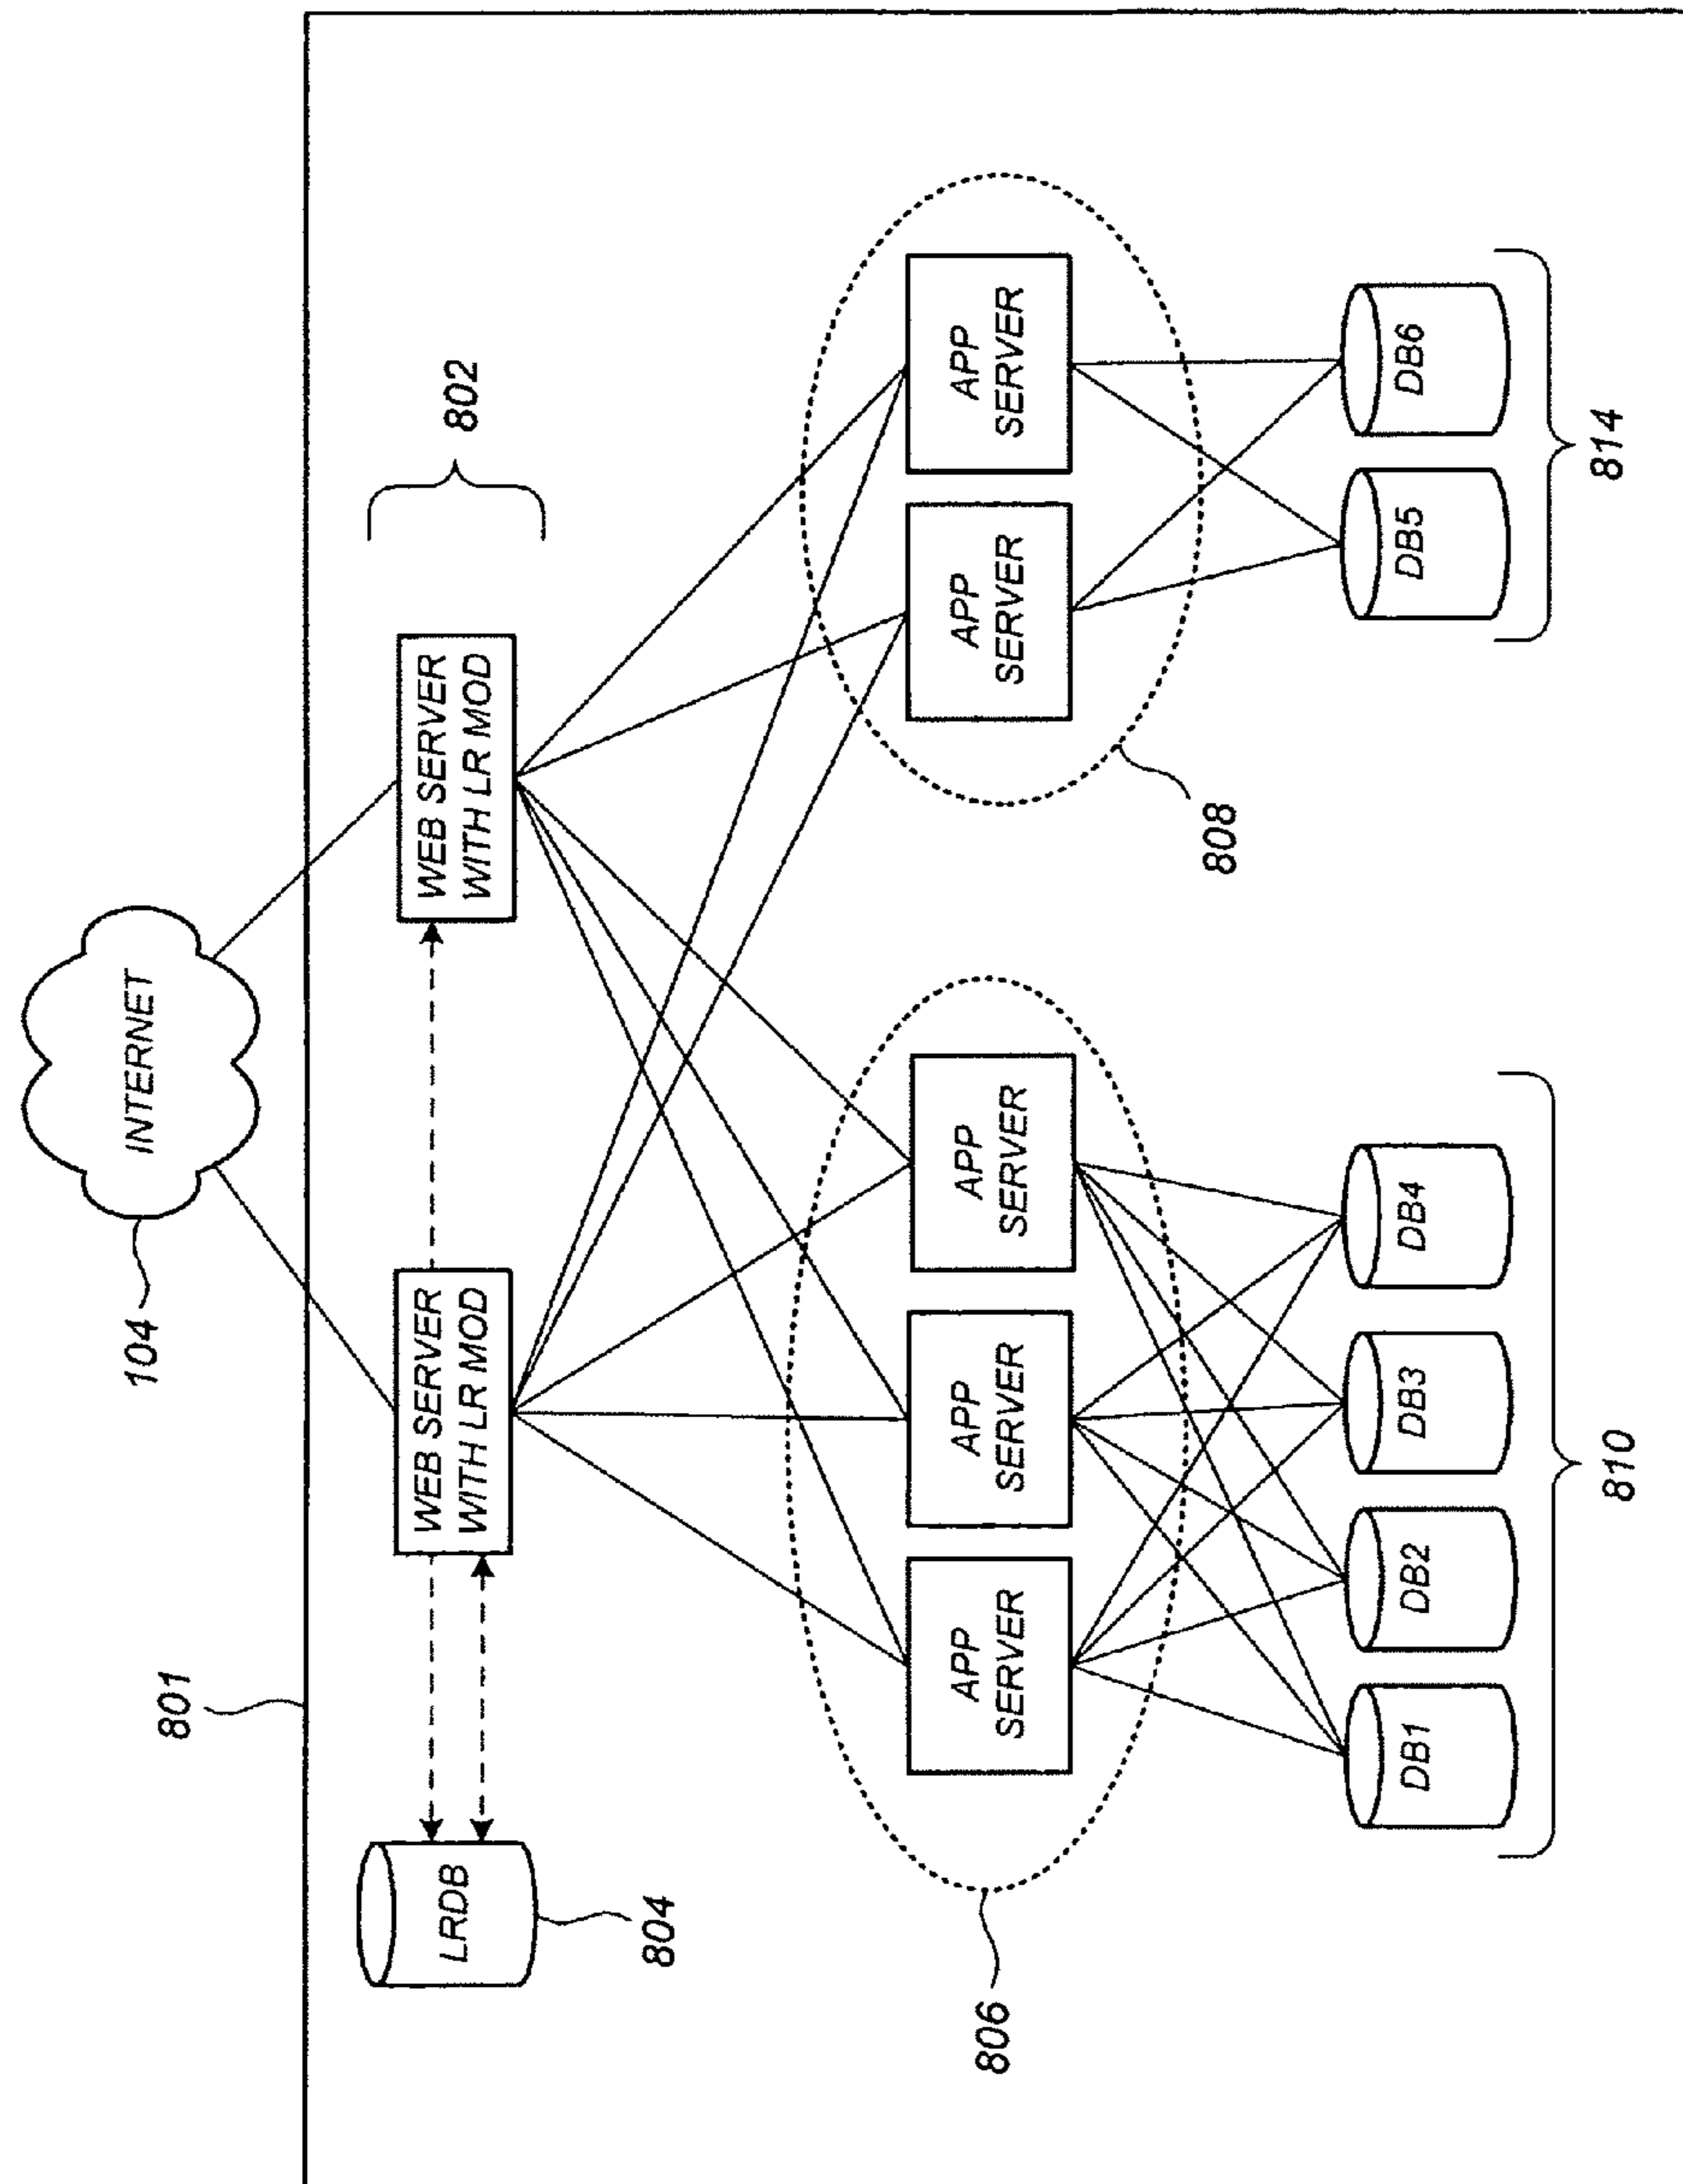 INTERNET
104
801
802
LRDB
804
WEB SERVER
WITH LR MOD
WEB SERVER
WITH LR MOD
806
APP
SERVER
APP
SERVER
APP
SERVER
APP
SERVER
APP
SERVER
808
DB1
DB2
DB3
DB4
DB5
DB6
810
814